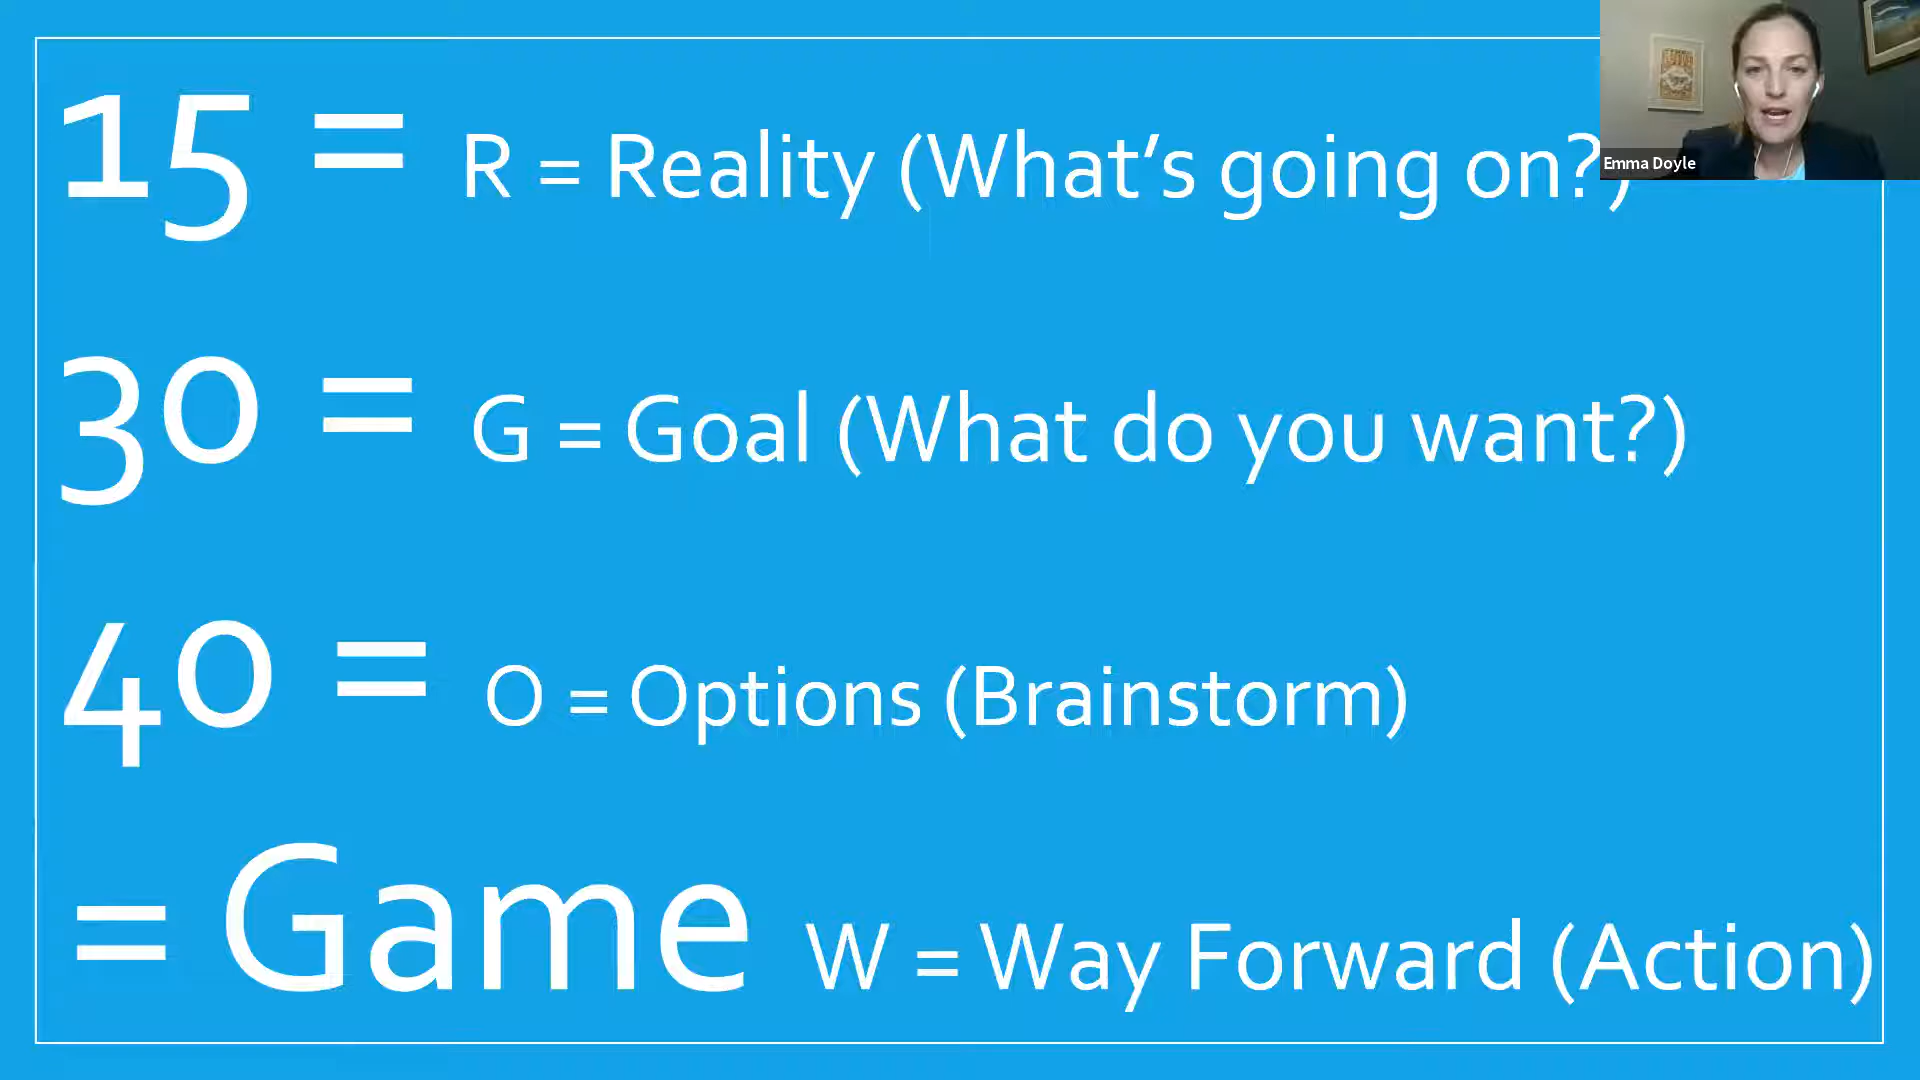 15 = R = Reality (What's going on?)
30 = G = Goal (What do you want?)
40 = O = Options (Brainstorm)
= Game W = Way Forward (Action)
Emma Doyle